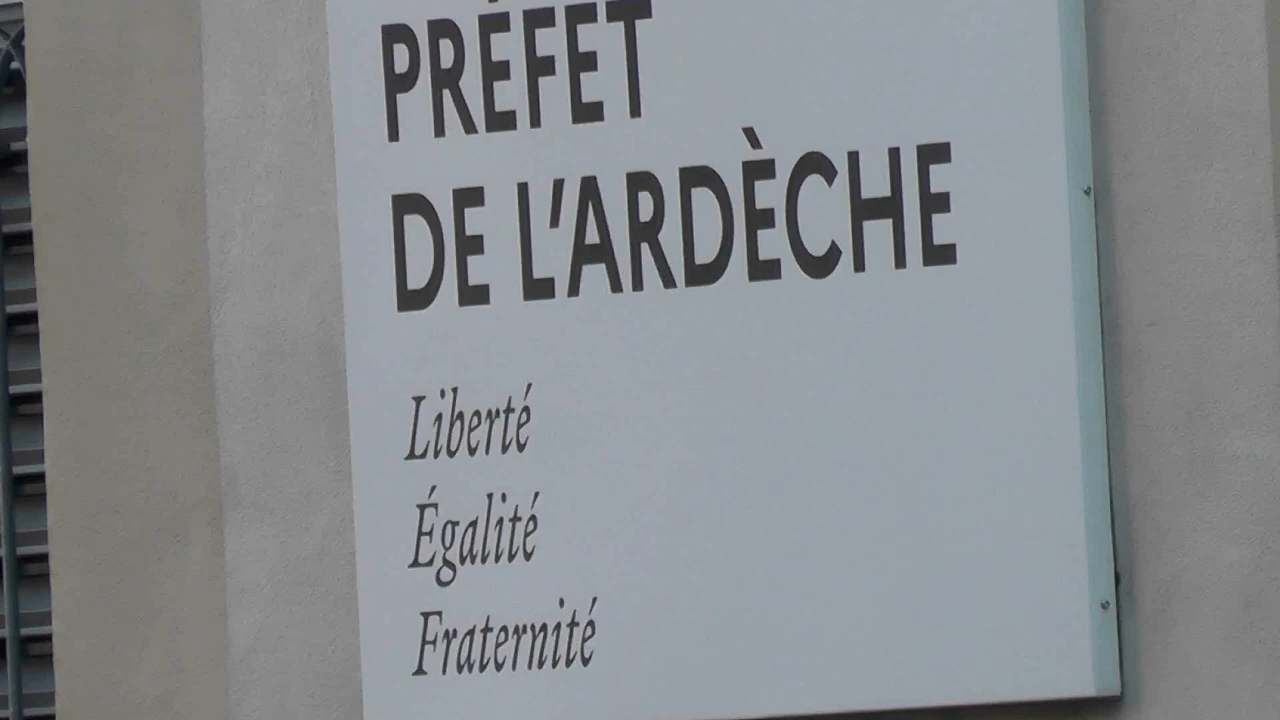 PRÉFET
DE L'ARDÈCHE
Liberté
Égalité
Fraternité